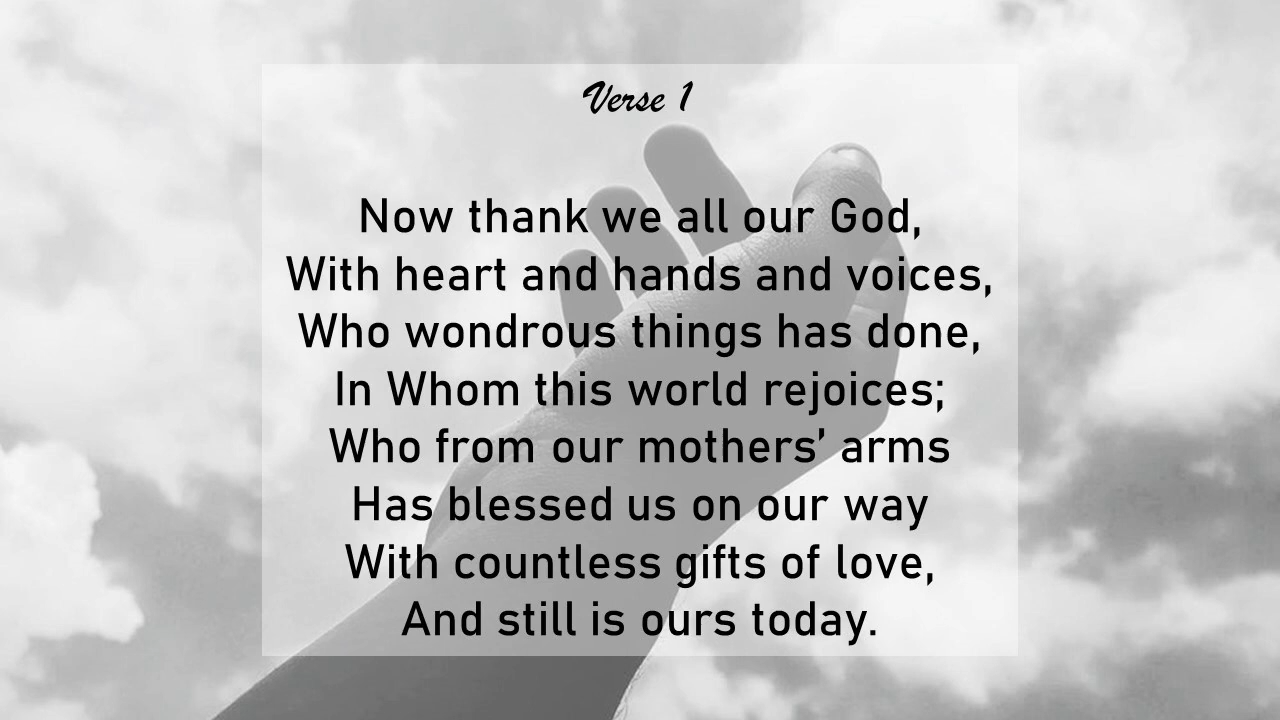 Verse 1
Now thank we all our God,
With heart and hands and voices,
Who wondrous things has done,
In Whom this world rejoices;
Who from our mothers’ arms
Has blessed us on our way
With countless gifts of love,
And still is ours today.